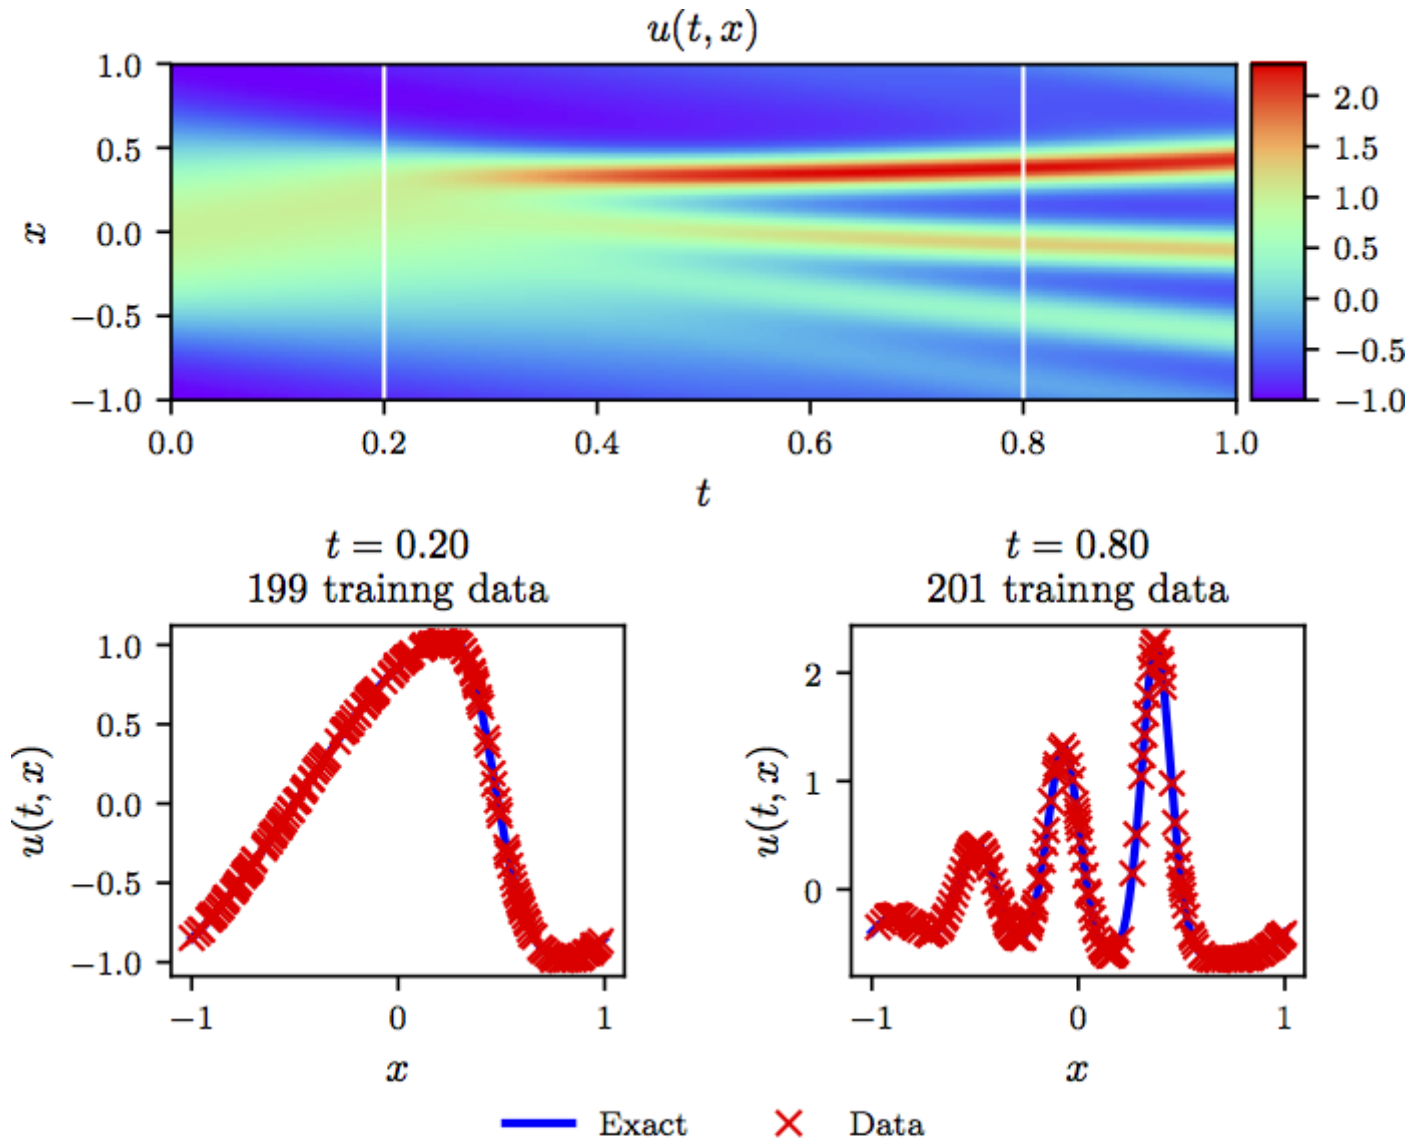 u(t, x)
1.0
0.5
0.0
−0.5
−1.0
x
0.0 0.2 0.4 0.6 0.8 1.0
t
2.0
1.5
1.0
0.5
0.0
−0.5
−1.0
t = 0.20
199 trainng data
1.0
0.5
0.0
−0.5
−1.0
u(t, x)
−1 0 1
x
t = 0.80
201 trainng data
2
1
0
u(t, x)
−1 0 1
x
Exact Data